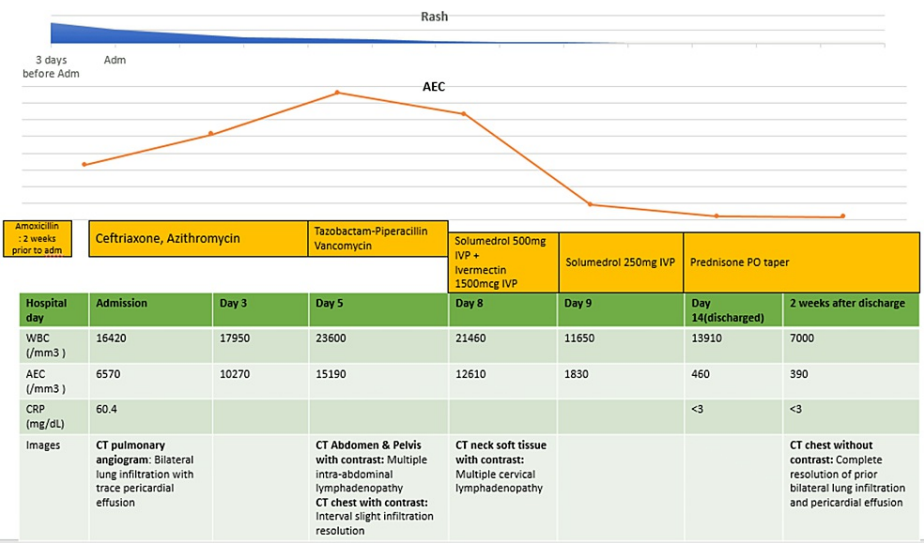 Rash
3 days
before Adm
Adm
AEC
Amoxicillin
: 2 weeks
prior to adm
Ceftriaxone, Azithromycin
Tazobactam-Piperacillin
Vancomycin
Solumedrol 500mg
IVP +
Ivermectin
1500mcg IVP
Solumedrol 250mg IVP
Prednisone PO taper
Hospital
day
Admission
Day 3
Day 5
Day 8
Day 9
Day
14(discharged)
2 weeks after discharge
WBC
(/mm3 )
16420
17950
23600
21460
11650
13910
7000
AEC
(/mm3 )
6570
10270
15190
12610
1830
460
390
CRP
(mg/dL)
60.4
<3
<3
Images
CT pulmonary
angiogram: Bilateral
lung infiltration with
trace pericardial
effusion
CT Abdomen & Pelvis
with contrast: Multiple
intra-abdominal
lymphadenopathy
CT chest with contrast:
Interval slight infiltration
resolution
CT neck soft tissue
with contrast:
Multiple cervical
lymphadenopathy
CT chest without
contrast: Complete
resolution of prior
bilateral lung infiltration
and pericardial effusion